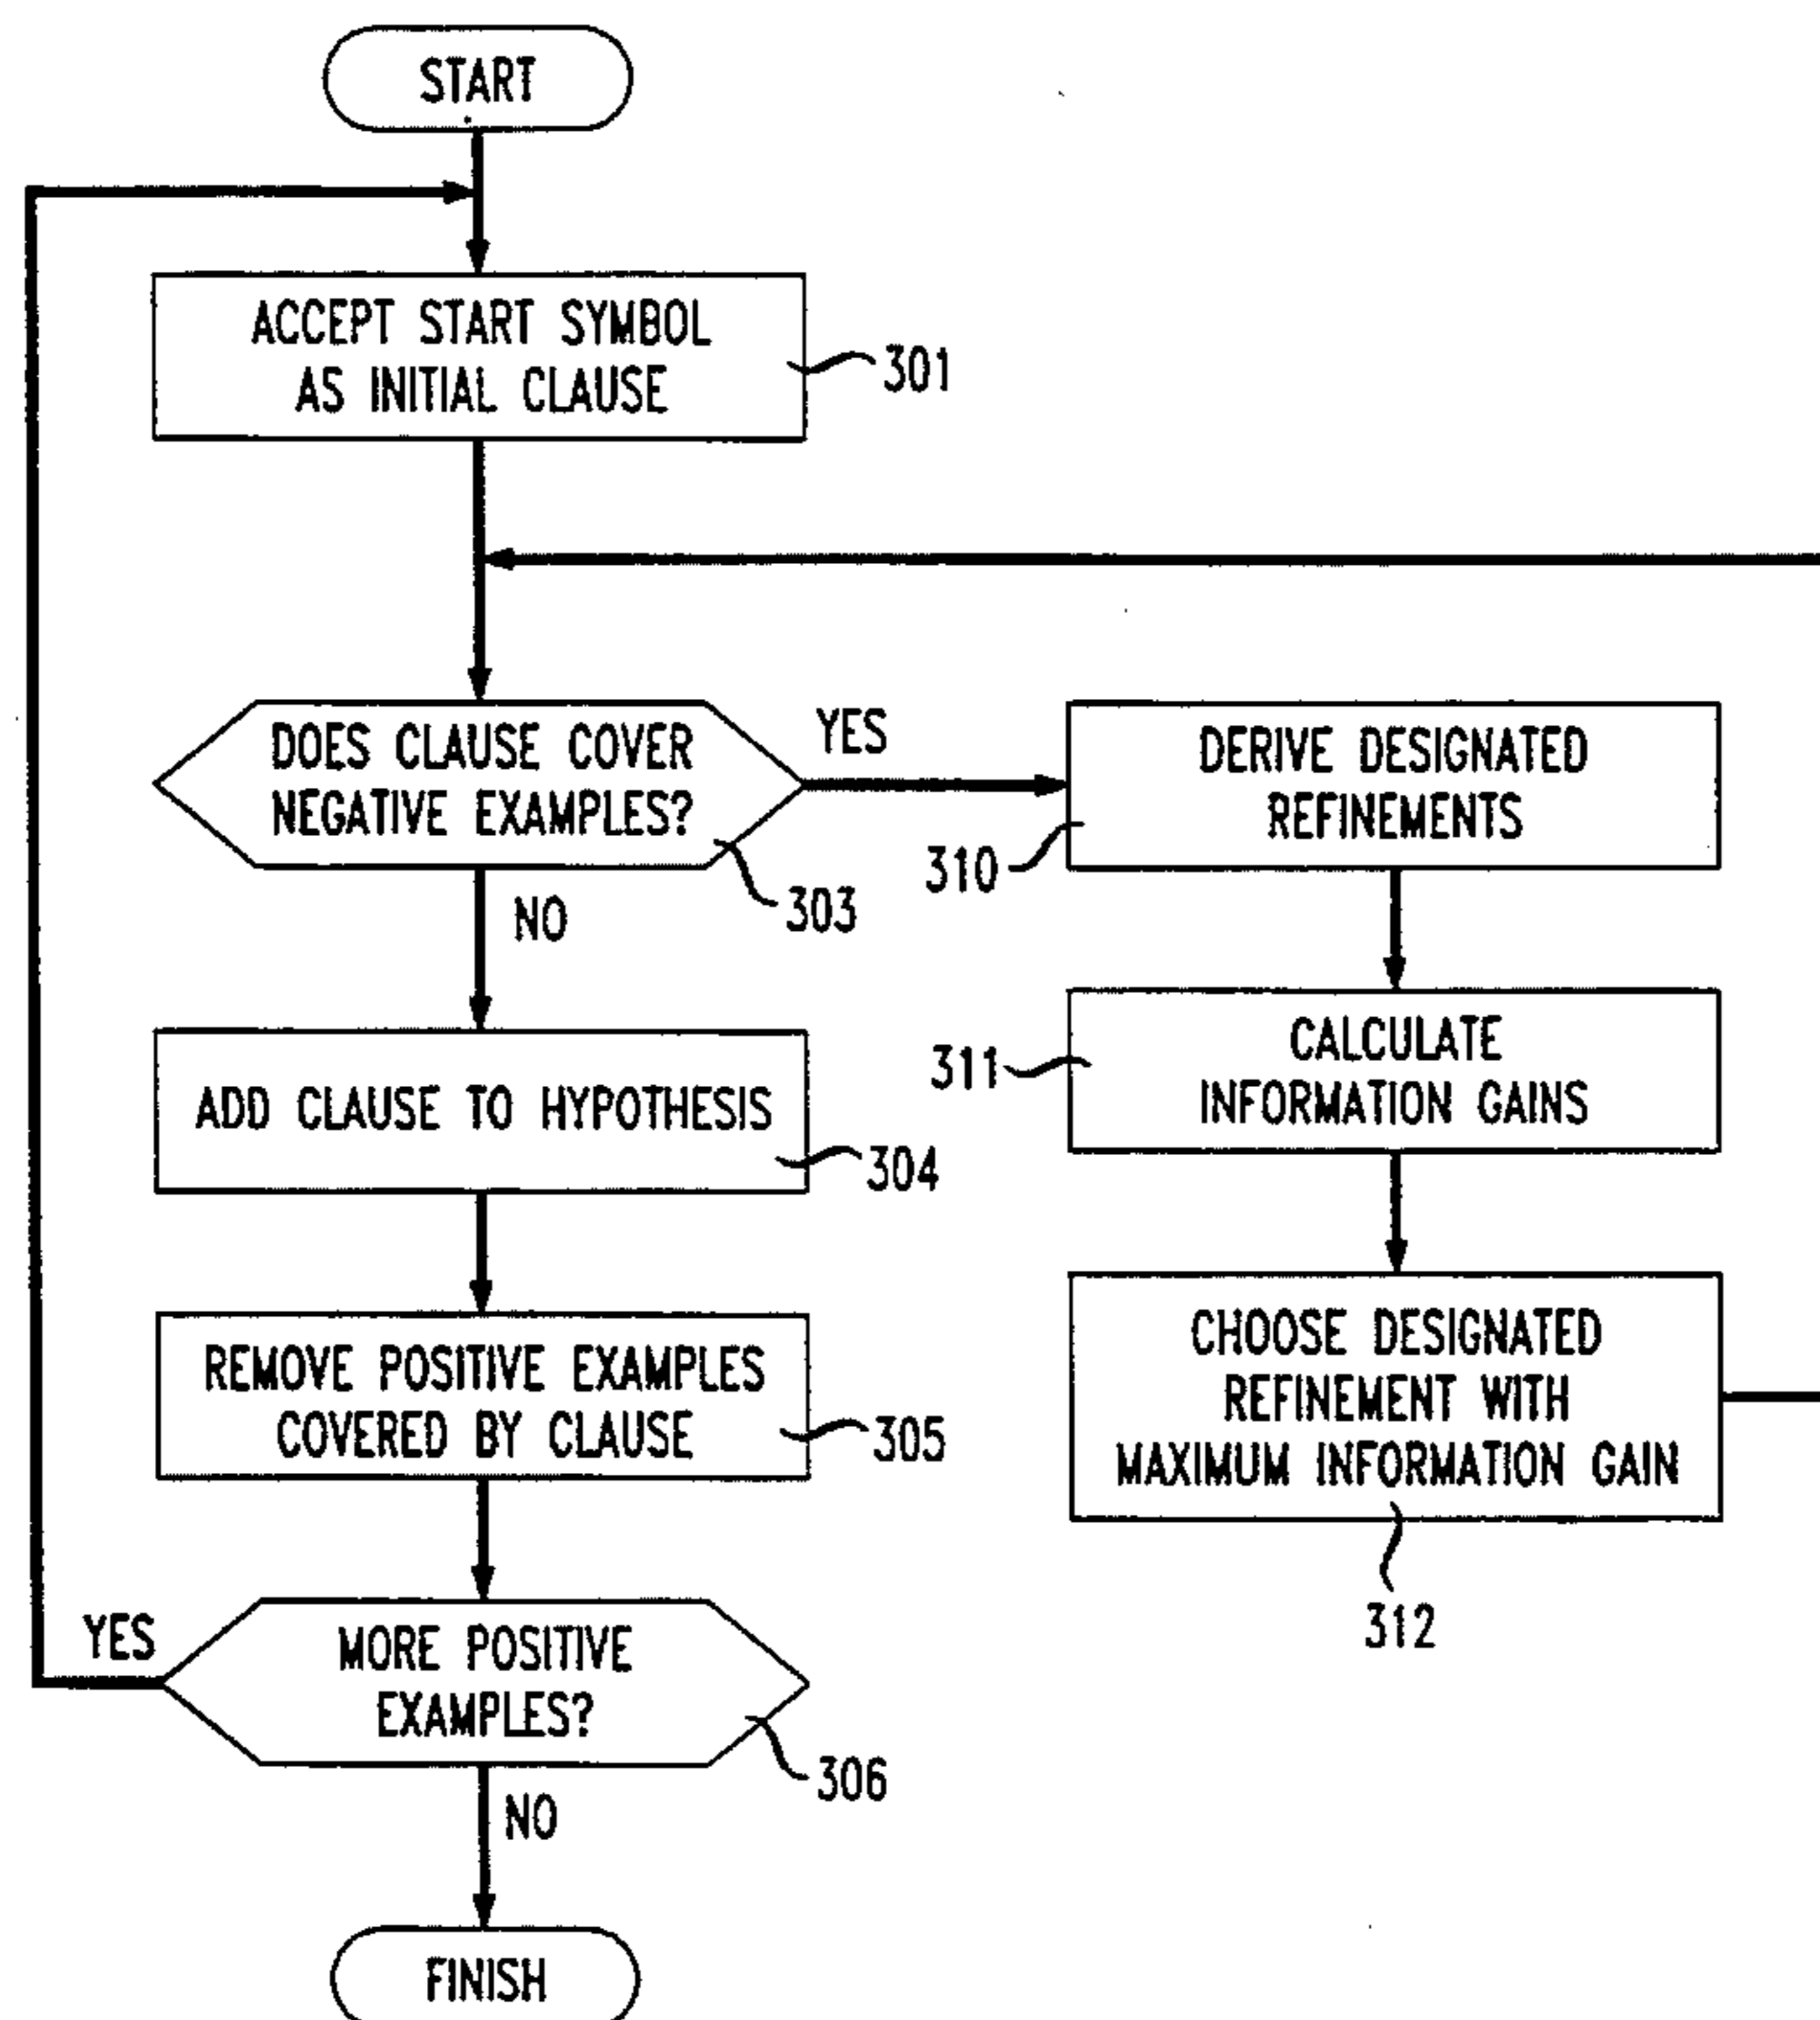 START
ACCEPT START SYMBOL
AS INITIAL CLAUSE
301
DOES CLAUSE COVER
NEGATIVE EXAMPLES?
303
YES
NO
DERIVE DESIGNATED
REFINEMENTS
310
CALCULATE
INFORMATION GAINS
311
CHOOSE DESIGNATED
REFINEMENT WITH
MAXIMUM INFORMATION GAIN
312
ADD CLAUSE TO HYPOTHESIS
304
REMOVE POSITIVE EXAMPLES
COVERED BY CLAUSE
305
MORE POSITIVE
EXAMPLES?
306
YES
NO
FINISH